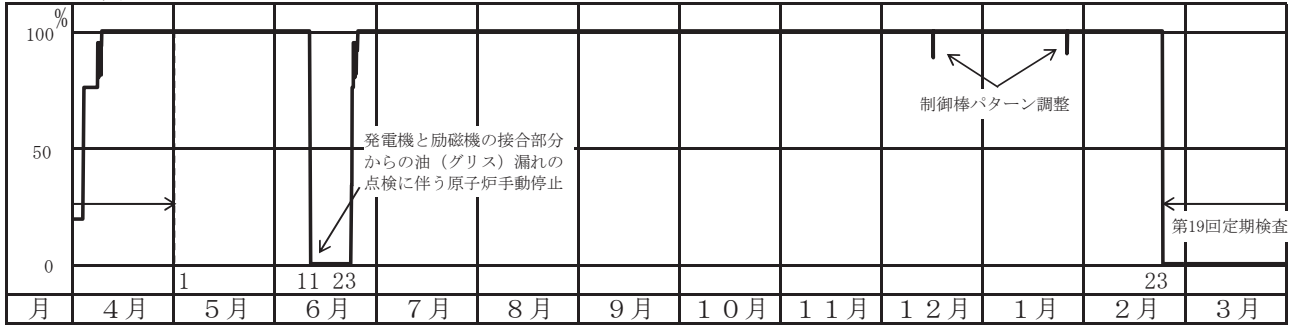 %
100
制御棒パターン調整
発電機と励磁機の接合部分
からの油（グリス）漏れの
点検に伴う原子炉手動停止
50
第19回定期検査
0
1
11 23
23
月 ４月 ５月 ６月 ７月 ８月 ９月 １０月 １１月 １２月 １月 ２月 ３月